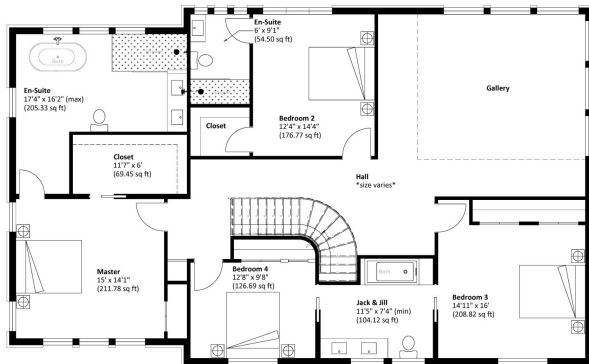 En-Suite
6' x 9'1"
(54.50 sq ft)
Bath
En-Suite
17'4" x 16'2" (max)
(205.33 sq ft)
Gallery
Closet
Bedroom 2
12'4" x 14'4"
(176.77 sq ft)
Closet
11'7" x 6'
(69.45 sq ft)
Hall
*size varies*
Master
15' x 14'1"
(211.78 sq ft)
Bedroom 4
12'8" x 9'8"
(126.69 sq ft)
Bath
Jack & Jill
11'5" x 7'4" (min)
(104.12 sq ft)
Bedroom 3
14'11" x 16'
(208.82 sq ft)